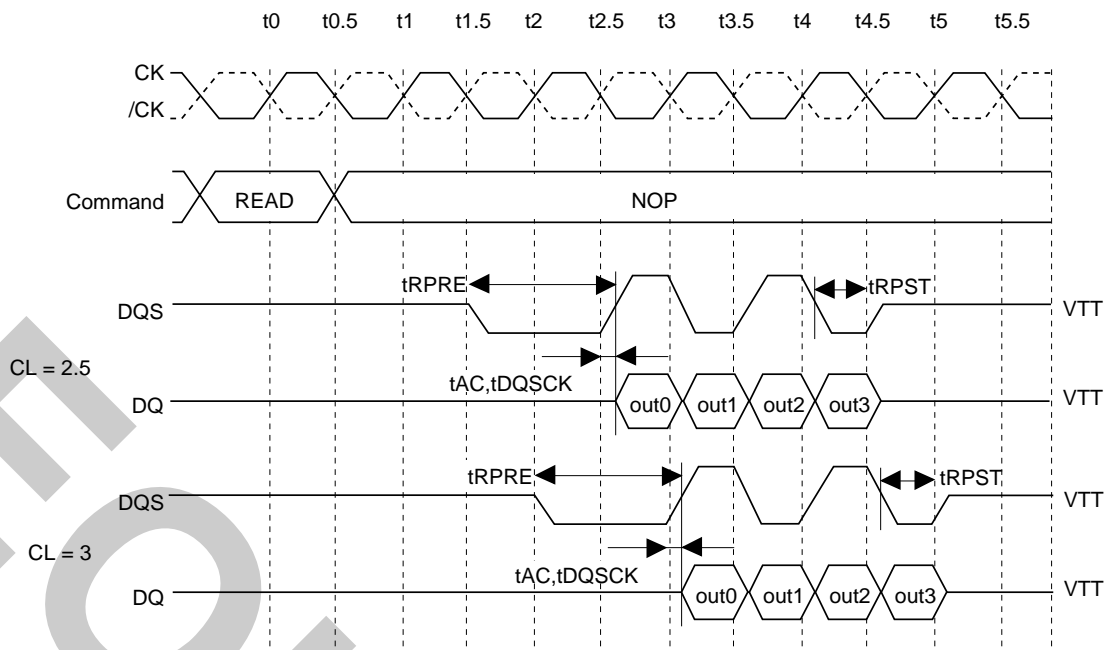 t0 t0.5 t1 t1.5 t2 t2.5 t3 t3.5 t4 t4.5 t5 t5.5
CK
/CK
Command READ NOP
tRPRE tRPST
DQS VTT
CL = 2.5
tAC,tDQSCK
DQ out0 out1 out2 out3 VTT
tRPRE tRPST
DQS VTT
CL = 3
tAC,tDQSCK
DQ out0 out1 out2 out3 VTT